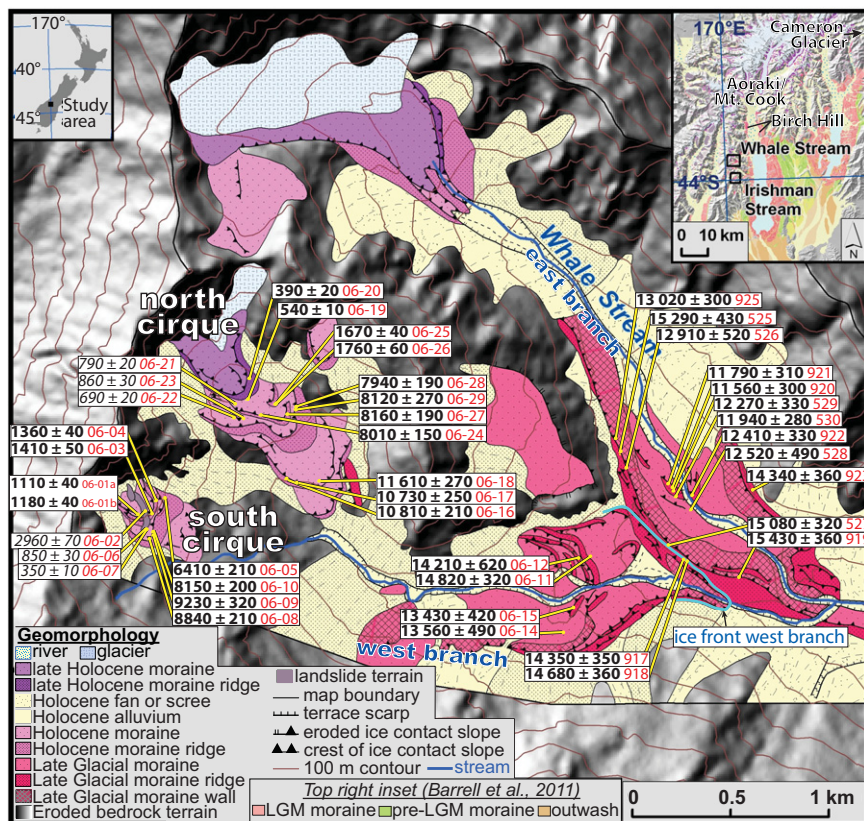 170°
40°
45°
Study
area
170°E
Cameron
Glacier
Aoraki/
Mt. Cook
Birch Hill
Whale Stream
44°S
Irishman
Stream
0 10 km
N
Whale Stream
east branch
north
cirque
390 ± 20 06-20
540 ± 10 06-19
1670 ± 40 06-25
1760 ± 60 06-26
790 ± 20 06-21
860 ± 30 06-23
690 ± 20 06-22
7940 ± 190 06-28
8120 ± 270 06-29
8160 ± 190 06-27
8010 ± 150 06-24
13 020 ± 300 925
15 290 ± 430 525
12 910 ± 520 526
11 790 ± 310 921
11 560 ± 300 920
12 270 ± 330 529
11 940 ± 280 530
12 410 ± 330 922
12 520 ± 490 528
14 340 ± 360 92
1360 ± 40 06-04
1410 ± 50 06-03
1110 ± 40 06-01a
1180 ± 40 06-01b
11 610 ± 270 06-18
10 730 ± 250 06-17
10 810 ± 210 06-16
south
cirque
2960 ± 70 06-02
850 ± 30 06-06
350 ± 10 06-07
6410 ± 210 06-05
8150 ± 200 06-10
9230 ± 320 06-09
8840 ± 210 06-08
14 210 ± 620 06-12
14 820 ± 320 06-11
15 080 ± 320 527
15 430 ± 360 919
13 430 ± 420 06-15
13 560 ± 490 06-14
west branch
ice front west branch
14 350 ± 350 917
14 680 ± 360 918
Geomorphology
river glacier
late Holocene moraine
late Holocene moraine ridge
Holocene fan or scree
Holocene alluvium
Holocene moraine
Holocene moraine ridge
Late Glacial moraine
Late Glacial moraine ridge
Late Glacial moraine wall
Eroded bedrock terrain
landslide terrain
map boundary
terrace scarp
eroded ice contact slope
crest of ice contact slope
100 m contour stream
Top right inset (Barrell et al., 2011)
LGM moraine pre-LGM moraine outwash
0 0.5 1 km